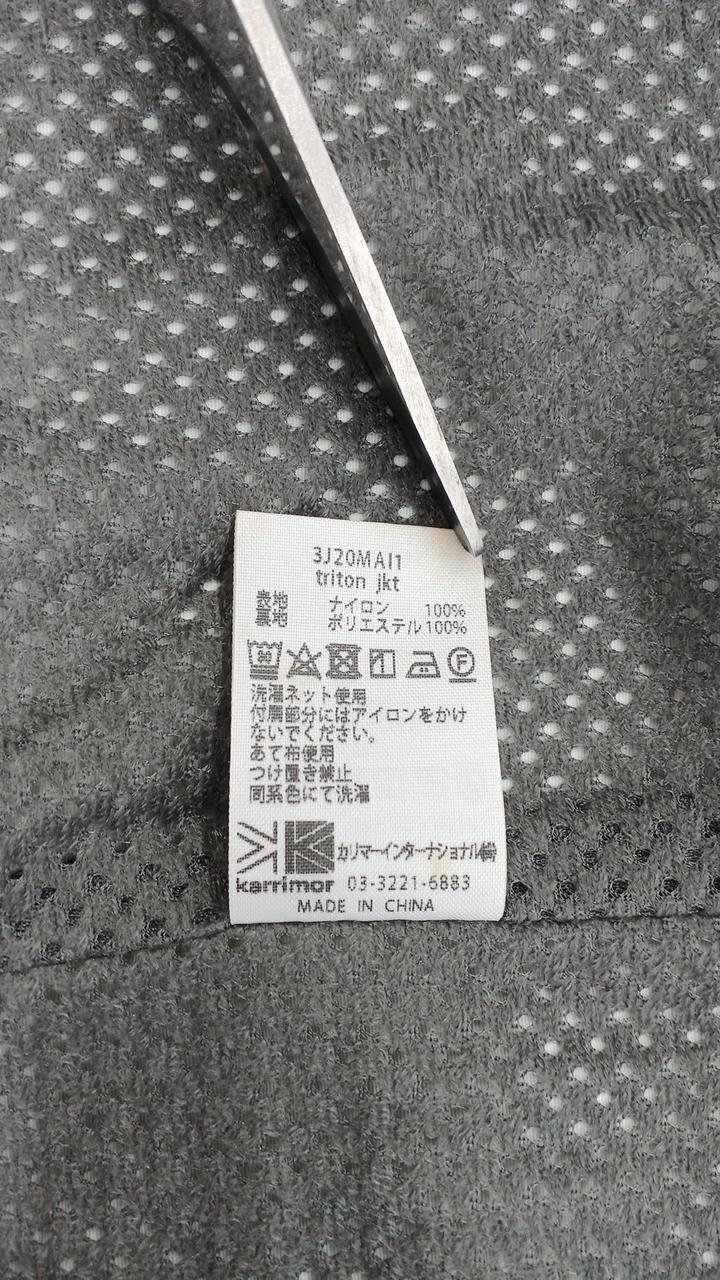 3J20MAI1
triton jkt
表地 ナイロン 100%
裏地 ポリエステル 100%
洗濯ネット使用
付属部分にはアイロンをかけ
ないでください。
あて布使用
つけ置き禁止
同系色にて洗濯
カリマーインターナショナル㈱
karrimor 03-3221-6883
MADE IN CHINA